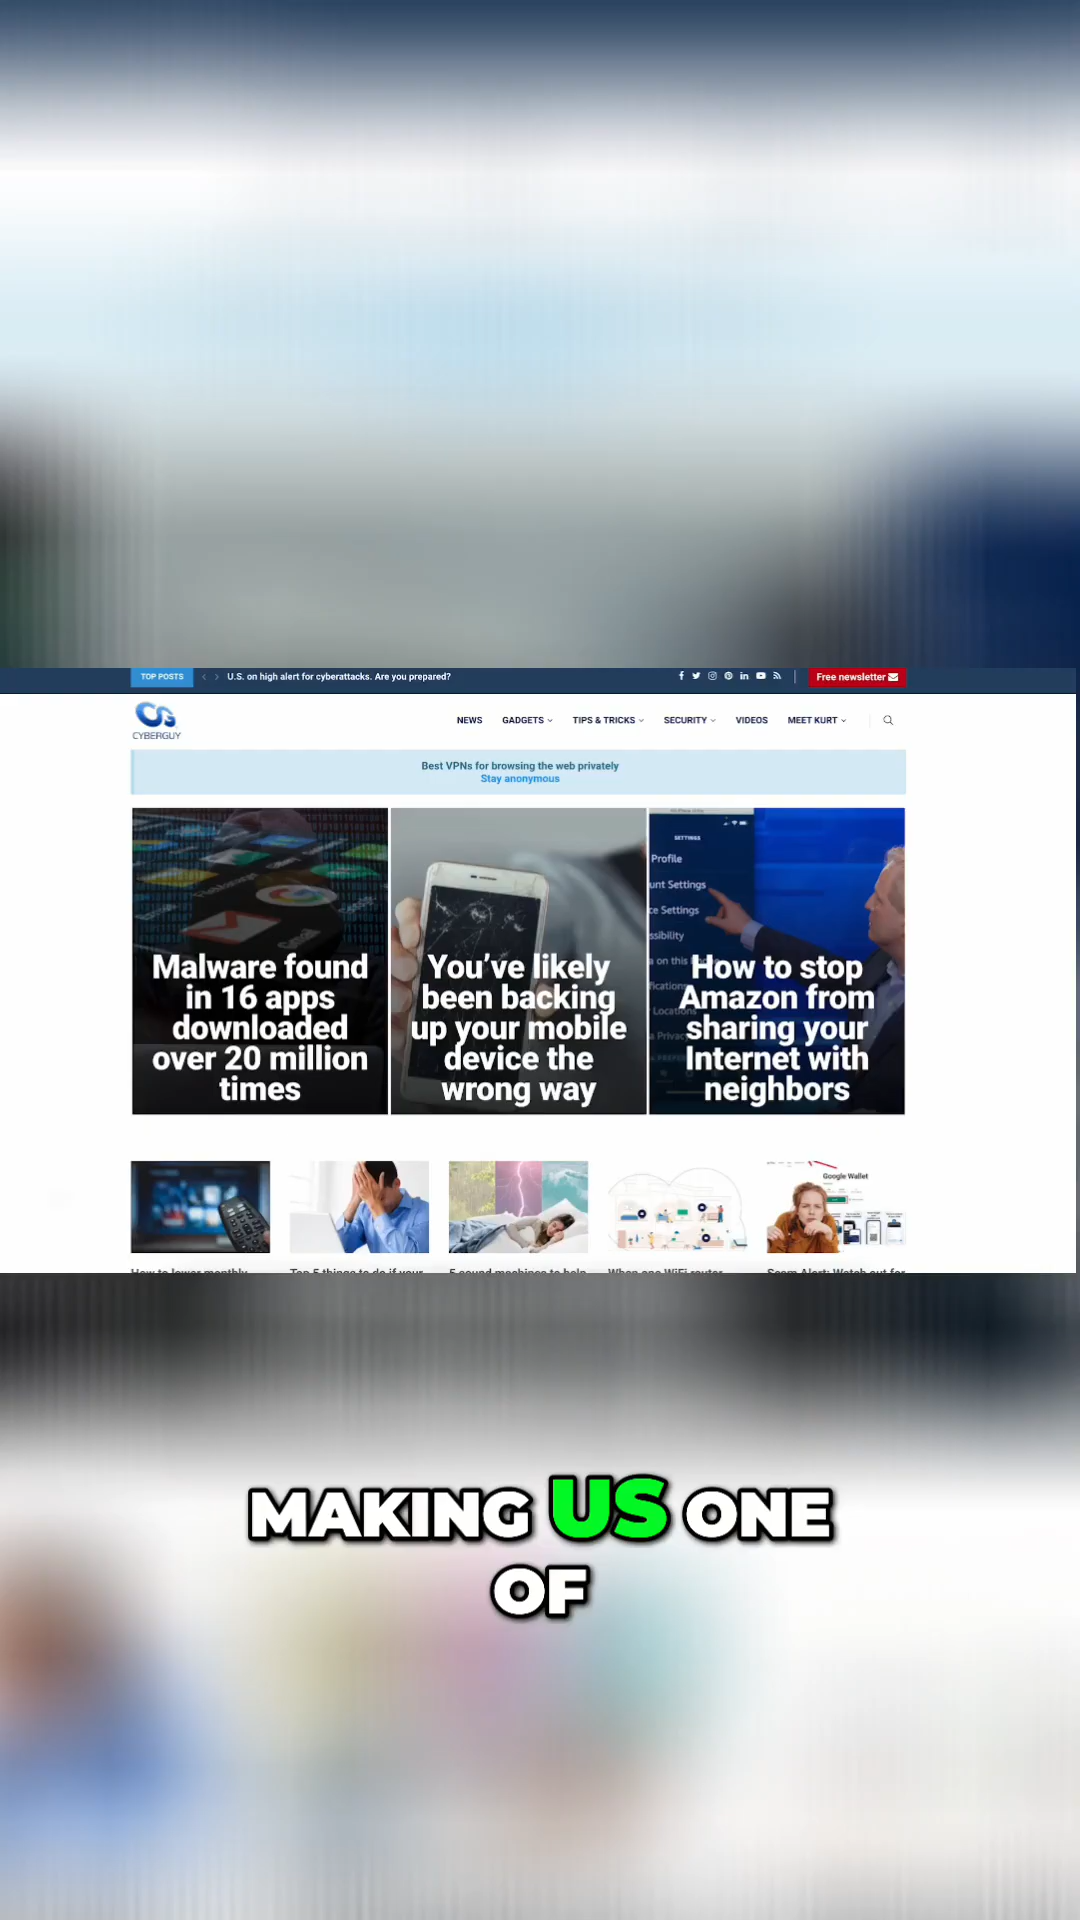 TOP POSTS
U.S. on high alert for cyberattacks. Are you prepared?
Free newsletter
CYBERGUY
NEWS GADGETS TIPS & TRICKS SECURITY VIDEOS MEET KURT
Best VPNs for browsing the web privately
Stay anonymous
Malware found
in 16 apps
downloaded
over 20 million
times
You've likely
been backing
up your mobile
device the
wrong way
SETTINGS
Profile
unt Settings
ce Settings
ssibility
a on this
fications
Locations
a Priva
How to stop
Amazon from
sharing your
Internet with
neighbors
Gmail
Google Wallet
How to lower monthly
Top 5 things to do if your
5 sound machines to help
When one WiFi router
Scam Alert: Watch out for
MAKING US ONE
OF